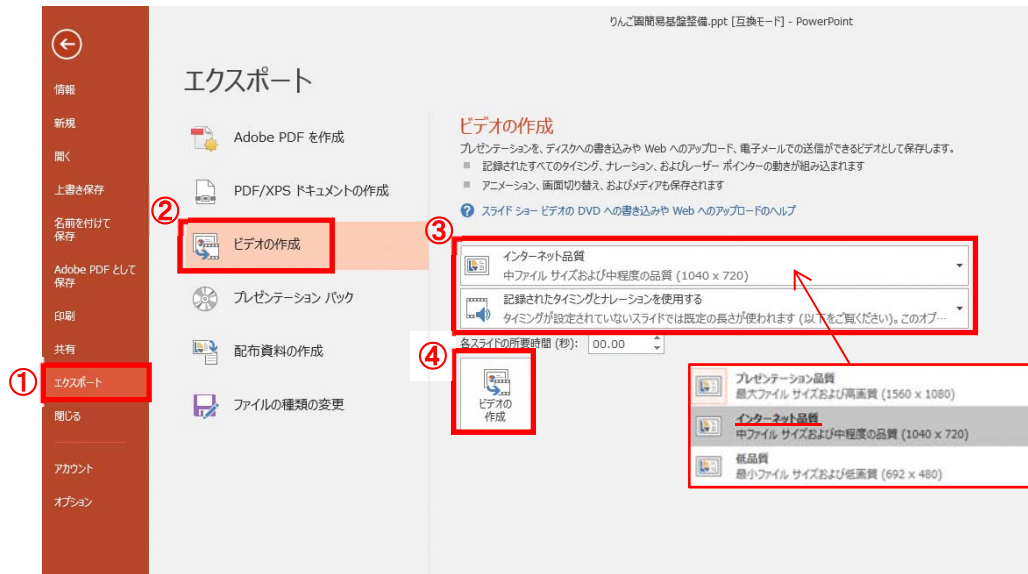 りんご園簡易基盤整備.ppt [互換モード] - PowerPoint
情報
新規
開く
上書き保存
名前を付けて
保存
Adobe PDF として
保存
印刷
共有
①
エクスポート
閉じる
アカウント
オプション
エクスポート
Adobe PDF を作成
PDF/XPS ドキュメントの作成
②
ビデオの作成
プレゼンテーション パック
配布資料の作成
ファイルの種類の変更
ビデオの作成
プレゼンテーションを、ディスクへの書き込みや Web へのアップロード、電子メールでの送信ができるビデオとして保存します。
記録されたすべてのタイミング、ナレーション、およびレーザー ポインターの動きが組み込まれます
アニメーション、画面切り替え、およびメディアも保存されます
スライド ショー ビデオの DVD への書き込みや Web へのアップロードのヘルプ
③
インターネット品質
中ファイル サイズおよび中程度の品質 (1040 x 720)
記録されたタイミングとナレーションを使用する
タイミングが設定されていないスライドでは既定の長さが使われます (以下をご覧ください)。このオプ…
各スライドの所要時間 (秒): 00.00
④
ビデオの
作成
プレゼンテーション品質
最大ファイル サイズおよび高画質 (1560 x 1080)
インターネット品質
中ファイル サイズおよび中程度の品質 (1040 x 720)
低品質
最小ファイル サイズおよび低画質 (692 x 480)